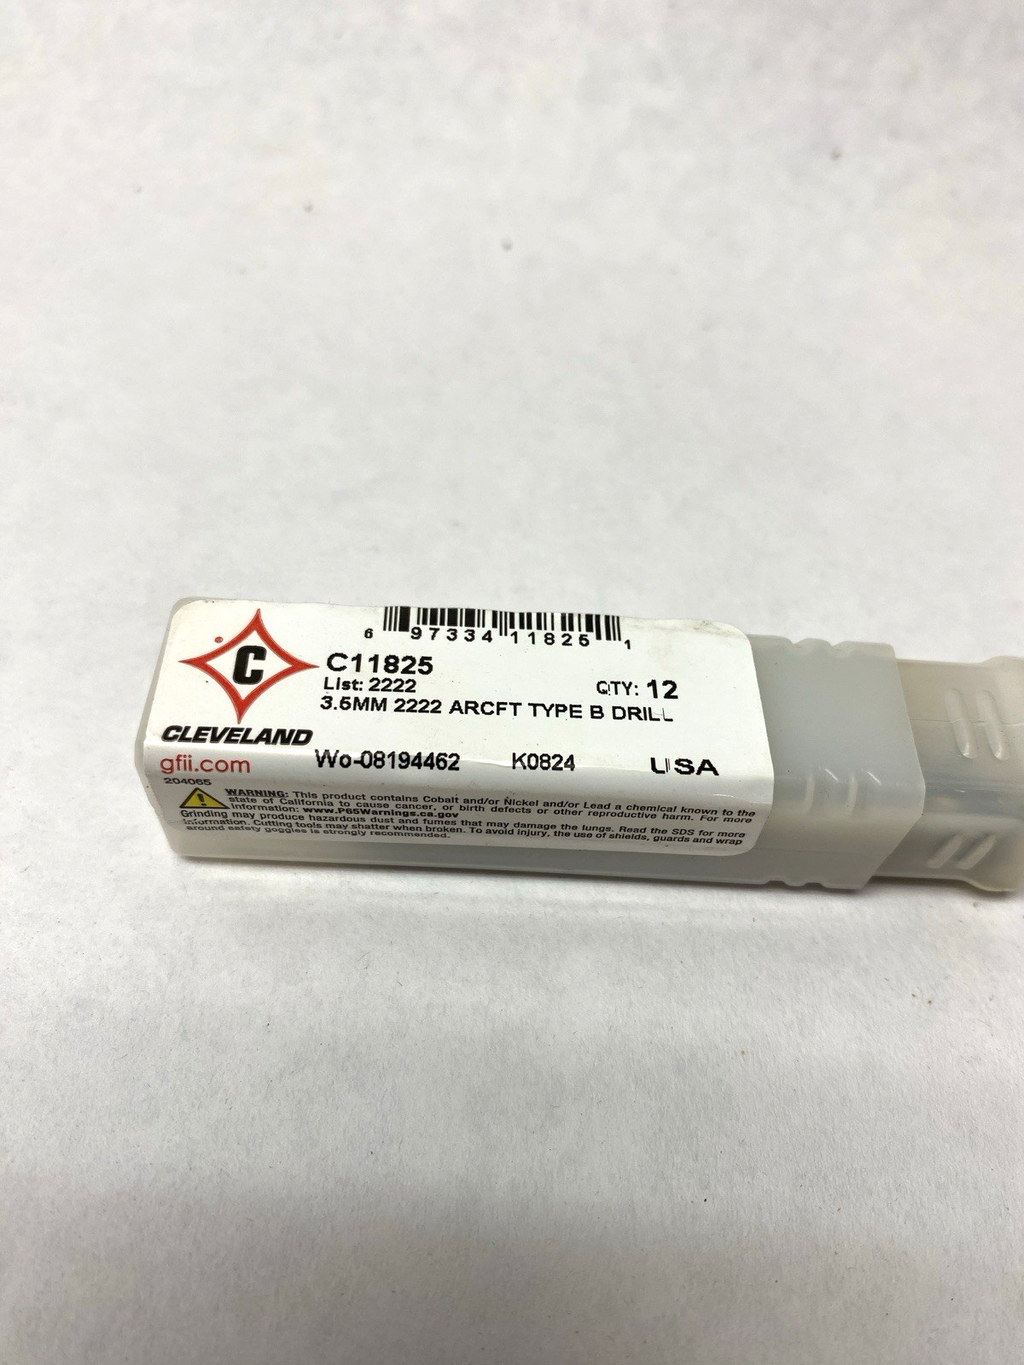 6 97334 11825 1
C
®
C11825
List: 2222 QTY: 12
3.5MM 2222 ARCFT TYPE B DRILL
CLEVELAND
gfii.com
Wo-08194462 K0824 USA
204065
WARNING: This product contains Cobalt and/or Nickel and/or Lead a chemical known to the
state of California to cause cancer, or birth defects or other reproductive harm. For more
Information: www.P65Warnings.ca.gov
Grinding may produce hazardous dust and fumes that may damage the lungs. Read the SDS for more
information. Cutting tools may shatter when broken. To avoid injury, the use of shields, guards and wrap
around safety goggles is strongly recommended.